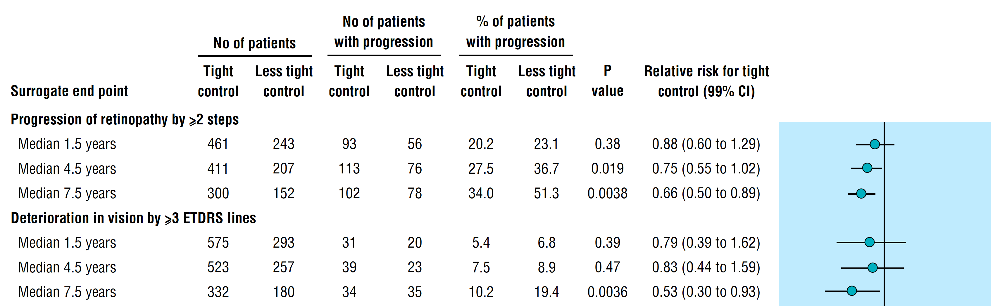 No of patients No of patients with progression % of patients with progression
Surrogate end point Tight control Less tight control Tight control Less tight control Tight control Less tight control P value Relative risk for tight control (99% CI)
Progression of retinopathy by ⩾2 steps
Median 1.5 years 461 243 93 56 20.2 23.1 0.38 0.88 (0.60 to 1.29)
Median 4.5 years 411 207 113 76 27.5 36.7 0.019 0.75 (0.55 to 1.02)
Median 7.5 years 300 152 102 78 34.0 51.3 0.0038 0.66 (0.50 to 0.89)
Deterioration in vision by ⩾3 ETDRS lines
Median 1.5 years 575 293 31 20 5.4 6.8 0.39 0.79 (0.39 to 1.62)
Median 4.5 years 523 257 39 23 7.5 8.9 0.47 0.83 (0.44 to 1.59)
Median 7.5 years 332 180 34 35 10.2 19.4 0.0036 0.53 (0.30 to 0.93)